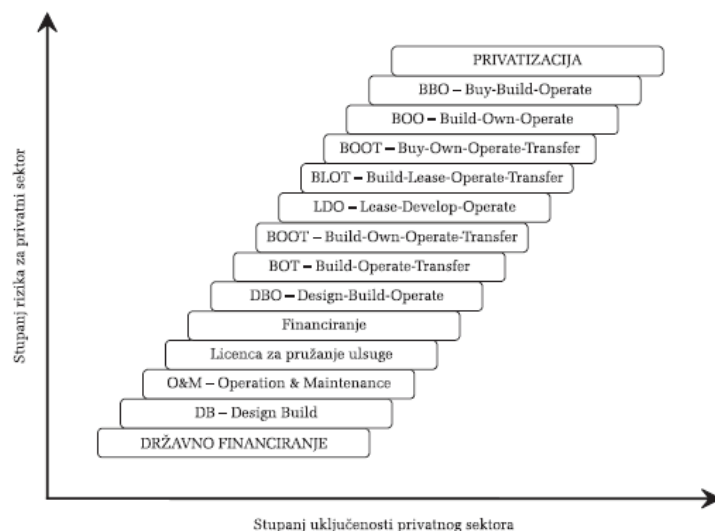 PRIVATIZACIJA
BBO – Buy-Build-Operate
BOO – Build-Own-Operate
BOOT – Buy-Own-Operate-Transfer
BLOT – Build-Lease-Operate-Transfer
LDO – Lease-Develop-Operate
BOOT – Build-Own-Operate-Transfer
BOT – Build-Operate-Transfer
DBO – Design-Build-Operate
Financiranje
Licenca za pružanje ulsuge
O&M – Operation & Maintenance
DB – Design Build
DRŽAVNO FINANCIRANJE
Stupanj rizika za privatni sektor
Stupanj uključenosti privatnog sektora